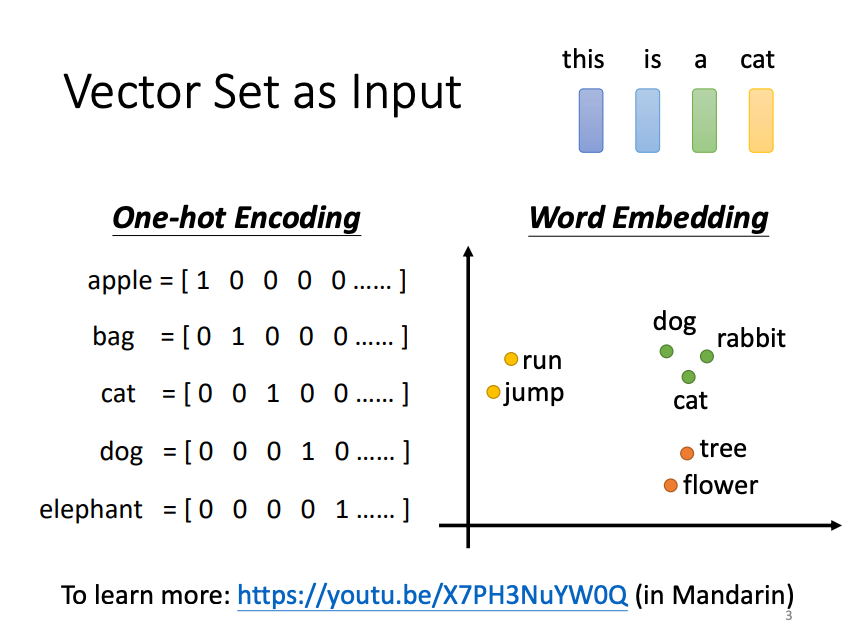 Vector Set as Input
this is a cat
One-hot Encoding
apple = [ 1 0 0 0 0 …… ]
bag = [ 0 1 0 0 0 …… ]
cat = [ 0 0 1 0 0 …… ]
dog = [ 0 0 0 1 0 …… ]
elephant = [ 0 0 0 0 1 …… ]
Word Embedding
dog
rabbit
run
jump
cat
tree
flower
To learn more: https://youtu.be/X7PH3NuYW0Q (in Mandarin)
3